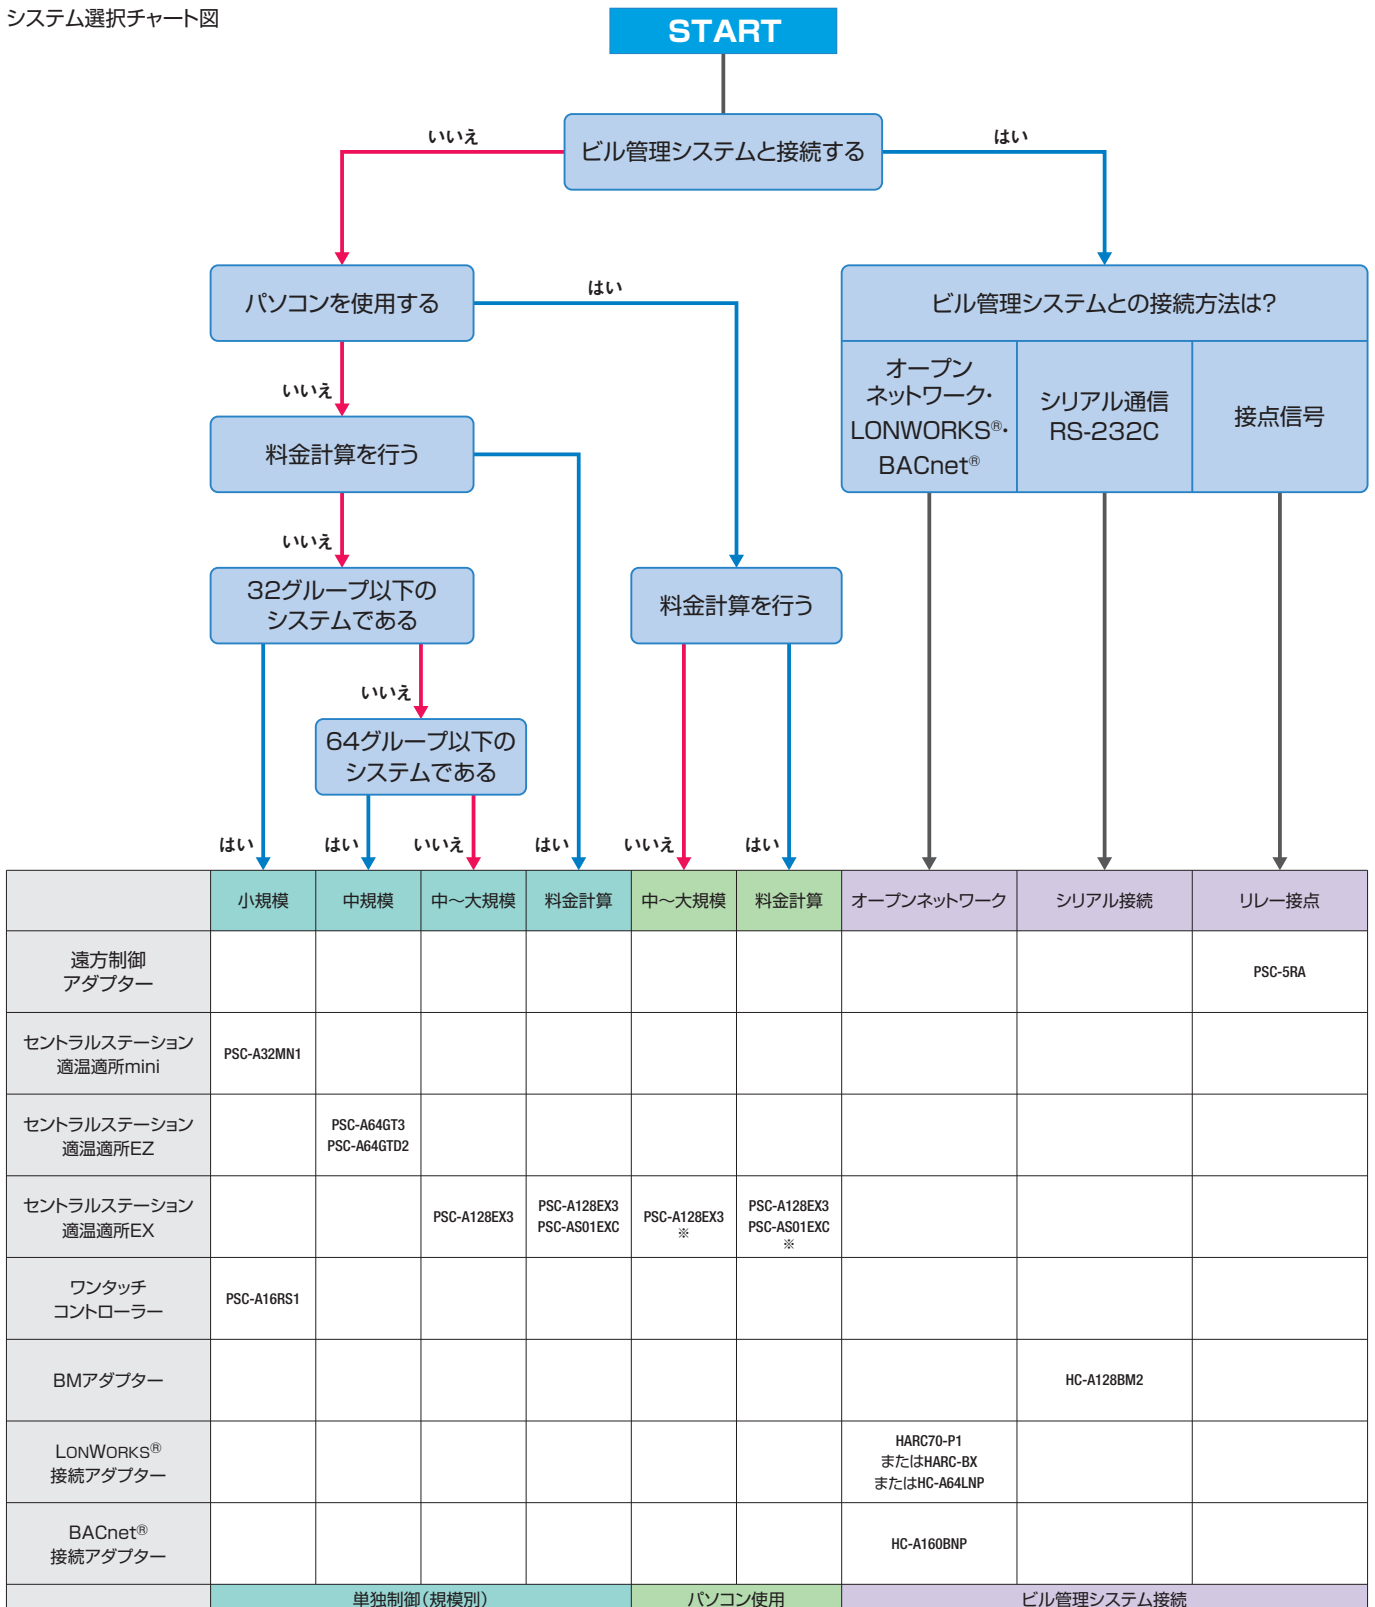 システム選択チャート図
START
いいえ
はい
ビル管理システムと接続する
パソコンを使用する
はい
ビル管理システムとの接続方法は?
オープン
ネットワーク・
LONWORKS®・
BACnet®
シリアル通信
RS-232C
接点信号
いいえ
料金計算を行う
いいえ
32グループ以下の
システムである
料金計算を行う
いいえ
64グループ以下の
システムである
はい
はい
いいえ
はい
いいえ
はい
小規模
中規模
中～大規模
料金計算
中～大規模
料金計算
オープンネットワーク
シリアル接続
リレー接点
遠方制御
アダプター
PSC-5RA
セントラルステーション
適温適所mini
PSC-A32MN1
セントラルステーション
適温適所EZ
PSC-A64GT3
PSC-A64GTD2
セントラルステーション
適温適所EX
PSC-A128EX3
PSC-A128EX3
PSC-AS01EXC
PSC-A128EX3
※
PSC-A128EX3
PSC-AS01EXC
※
ワンタッチ
コントローラー
PSC-A16RS1
BMアダプター
HC-A128BM2
LONWORKS®
接続アダプター
HARC70-P1
またはHARC-BX
またはHC-A64LNP
BACnet®
接続アダプター
HC-A160BNP
単独制御(規模別)
パソコン使用
ビル管理システム接続